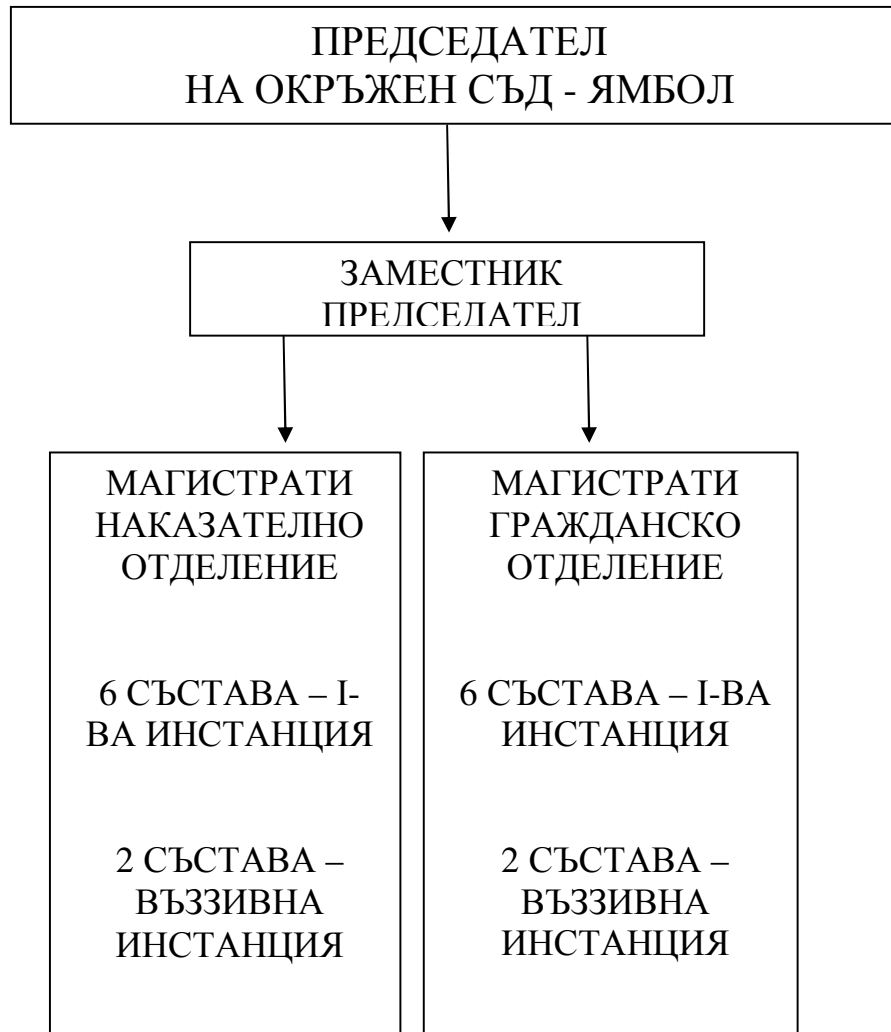 ПРЕДСЕДАТЕЛ
НА ОКРЪЖЕН СЪД - ЯМБОЛ
ЗАМЕСТНИК
ПРЕДСЕДАТЕЛ
МАГИСТРАТИ
НАКАЗАТЕЛНО
ОТДЕЛЕНИЕ
6 СЪСТАВА – I-
ВА ИНСТАНЦИЯ
2 СЪСТАВА –
ВЪЗЗИВНА
ИНСТАНЦИЯ
МАГИСТРАТИ
ГРАЖДАНСКО
ОТДЕЛЕНИЕ
6 СЪСТАВА – I-ВА
ИНСТАНЦИЯ
2 СЪСТАВА –
ВЪЗЗИВНА
ИНСТАНЦИЯ